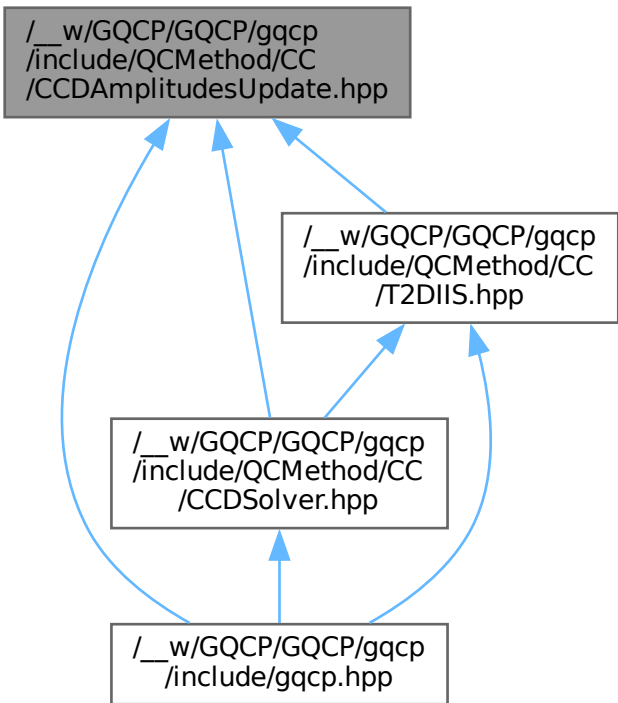 /__w/GQCP/GQCP/gqcp
/include/QCMethod/CC
/CCDAmplitudesUpdate.hpp
/__w/GQCP/GQCP/gqcp
/include/QCMethod/CC
/T2DIIS.hpp
/__w/GQCP/GQCP/gqcp
/include/QCMethod/CC
/CCDSolver.hpp
/__w/GQCP/GQCP/gqcp
/include/gqcp.hpp